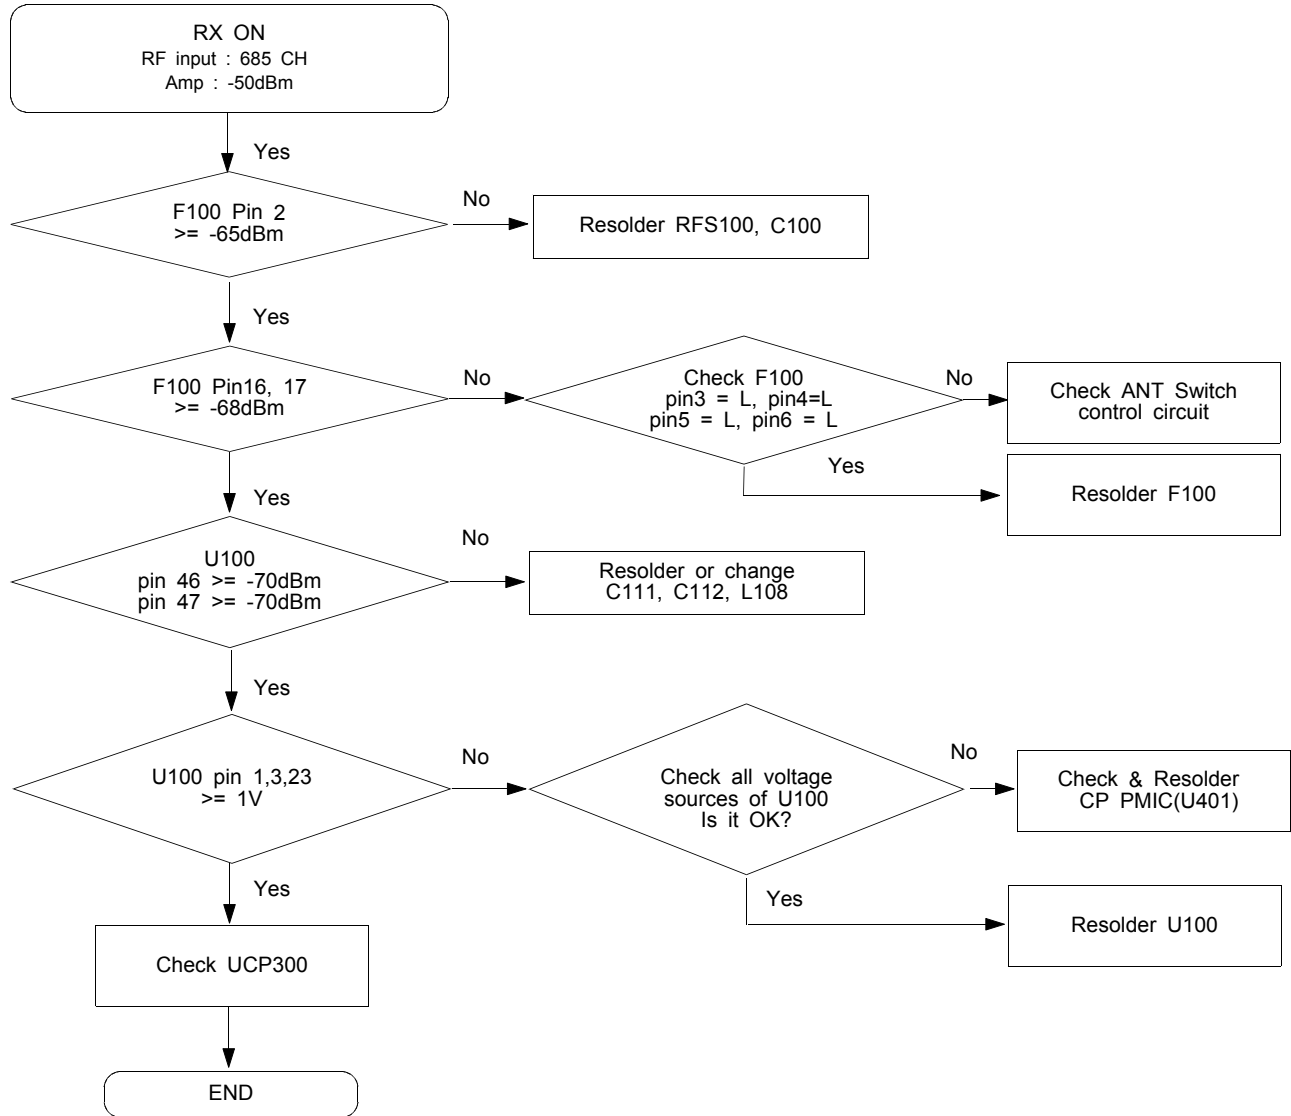 RX ON
RF input : 685 CH
Amp : -50dBm
Yes
F100 Pin 2
>= -65dBm
No
Resolder RFS100, C100
Yes
F100 Pin16, 17
>= -68dBm
No
Check F100
pin3 = L, pin4=L
pin5 = L, pin6 = L
No
Check ANT Switch
control circuit
Yes
Resolder F100
Yes
U100
pin 46 >= -70dBm
pin 47 >= -70dBm
No
Resolder or change
C111, C112, L108
Yes
U100 pin 1,3,23
>= 1V
No
Check all voltage
sources of U100
Is it OK?
No
Check & Resolder
CP PMIC(U401)
Yes
Resolder U100
Yes
Check UCP300
END